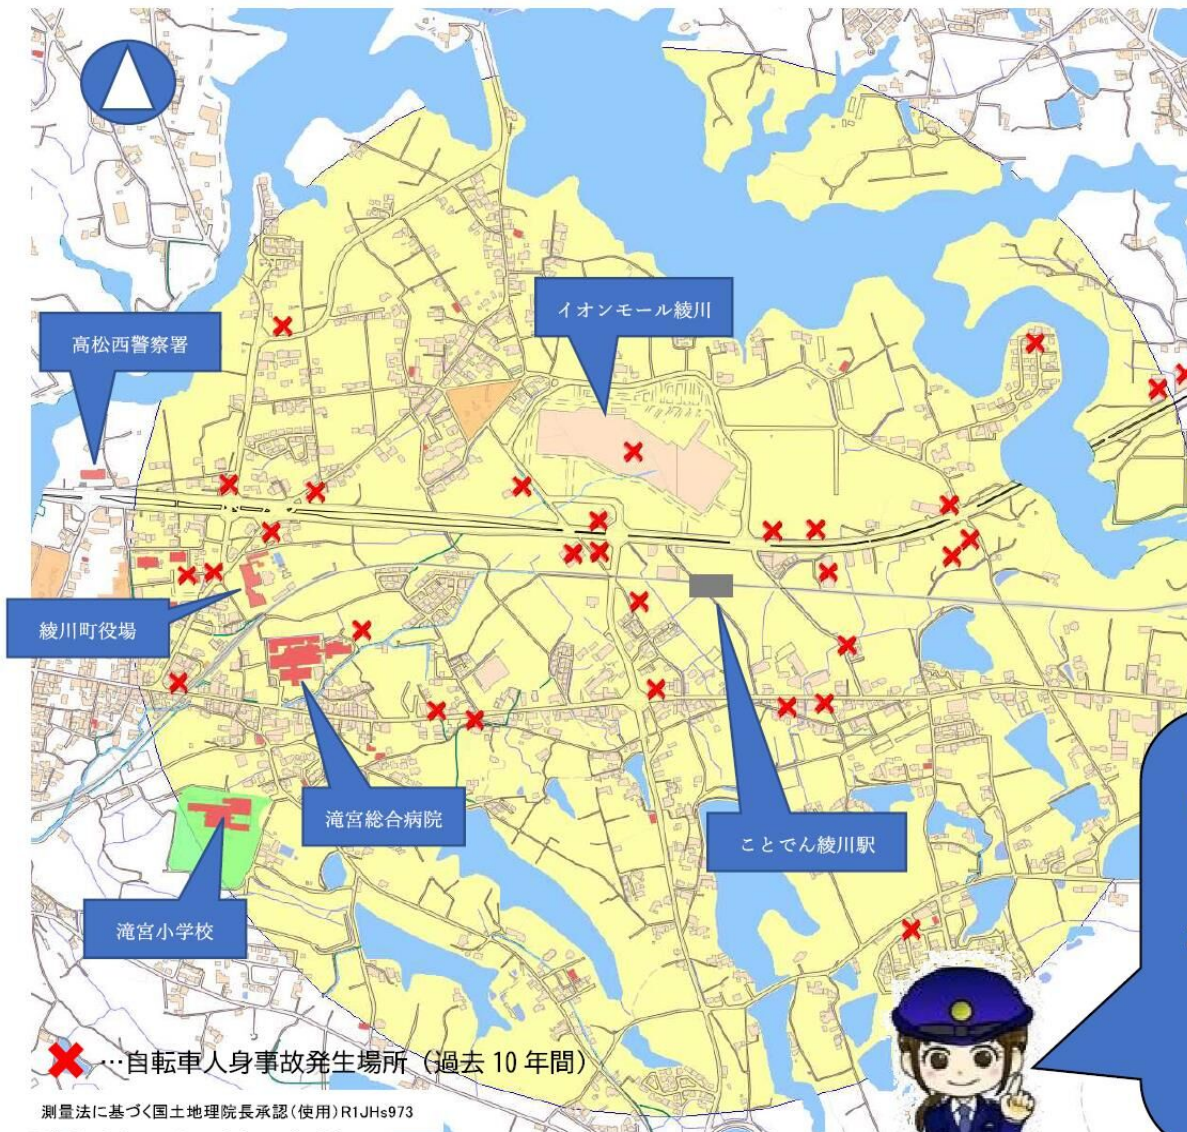 イオンモール綾川
高松西警察署
綾川町役場
滝宮総合病院
ことでん綾川駅
滝宮小学校
…自転車人身事故発生場所（過去 10 年間）
測量法に基づく国土地理院長承認（使用）R1JHs973